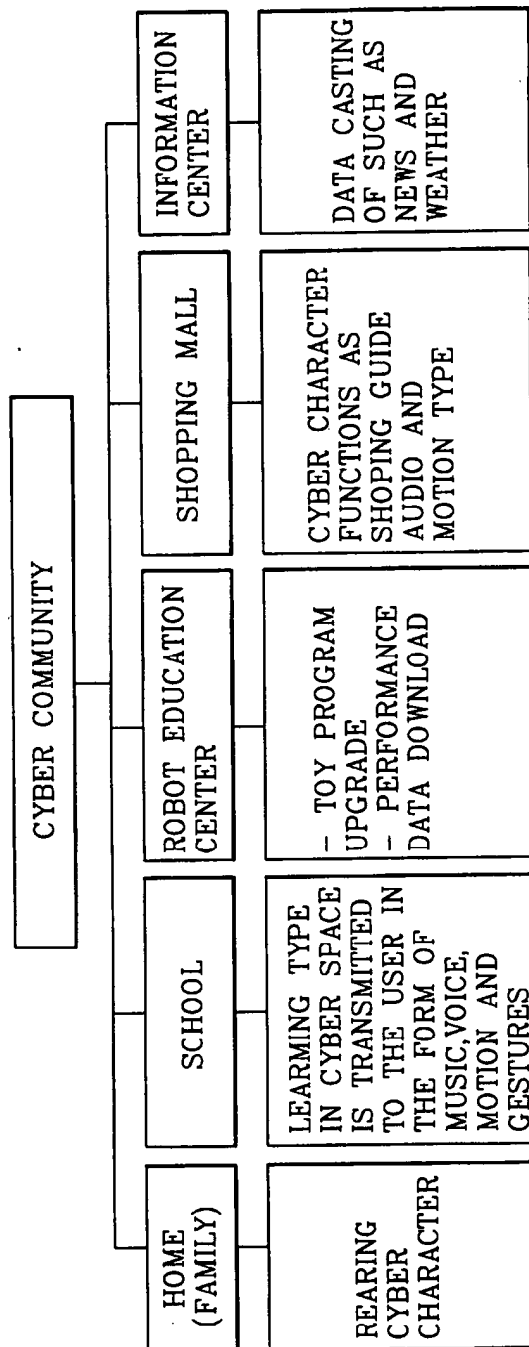 CYBER COMMUNITY
HOME
(FAMILY)
SCHOOL
ROBOT EDUCATION
CENTER
SHOPPING MALL
INFORMATION
CENTER
REARING
CYBER
CHARACTER
LEARMING TYPE
IN CYBER SPACE
IS TRANSMITTED
TO THE USER IN
THE FORM OF
MUSIC,VOICE,
MOTION AND
GESTURES
- TOY PROGRAM
UPGRADE
- PERFORMANCE
DATA DOWNLOAD
CYBER CHARACTER
FUNCTIONS AS
SHOPING GUIDE
AUDIO AND
MOTION TYPE
DATA CASTING
OF SUCH AS
NEWS AND
WEATHER